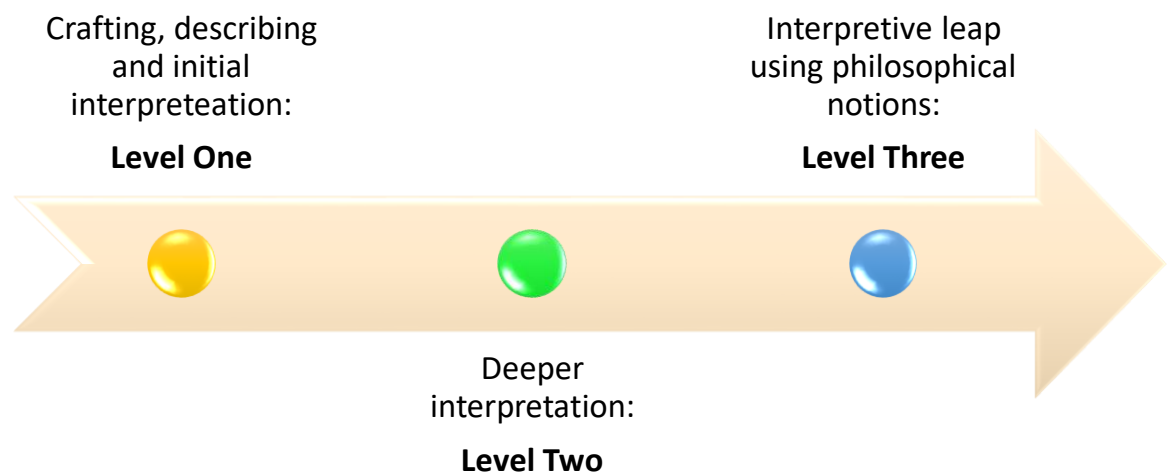 Crafting, describing
and initial
interpreteation:
Level One
Deeper
interpretation:
Level Two
Interpretive leap
using philosophical
notions:
Level Three